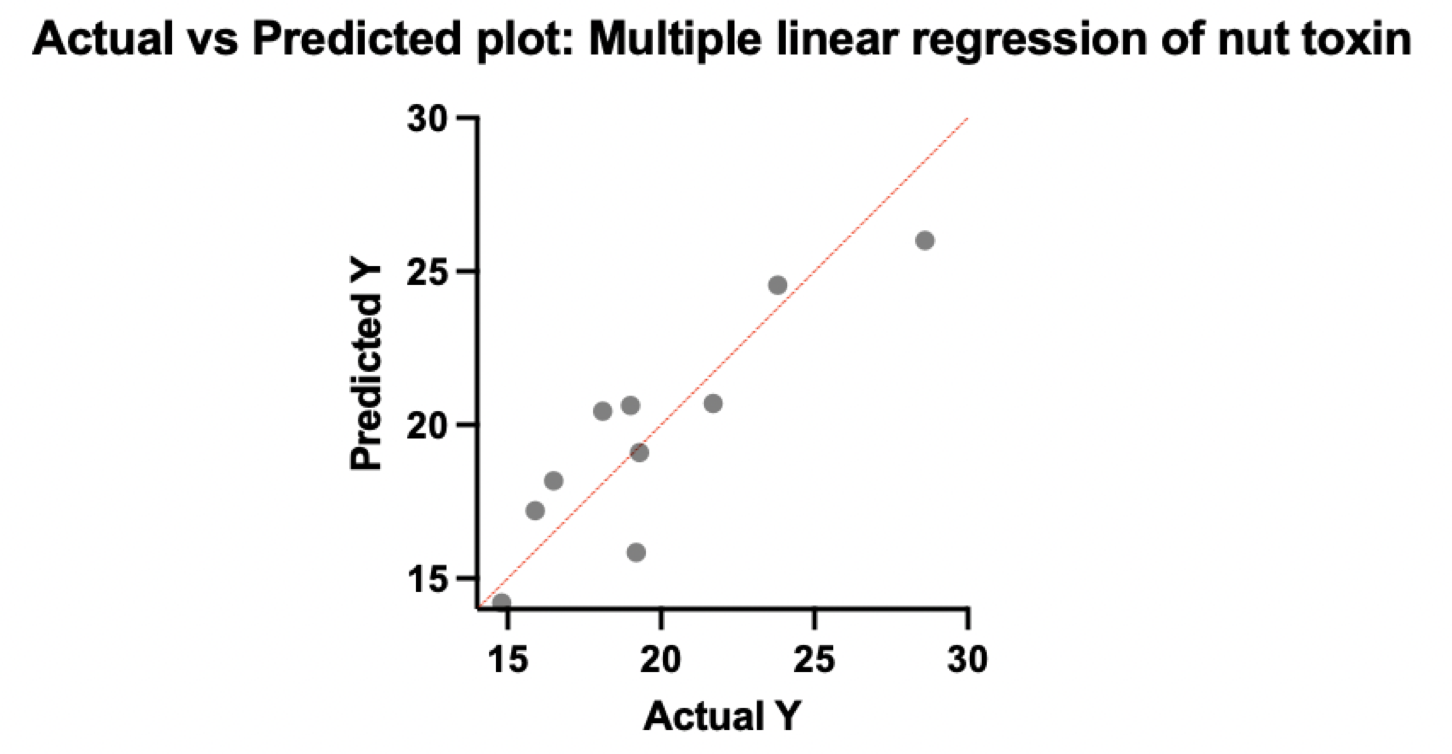 Actual vs Predicted plot: Multiple linear regression of nut toxin
30
25
20
15
Predicted Y
15 20 25 30
Actual Y